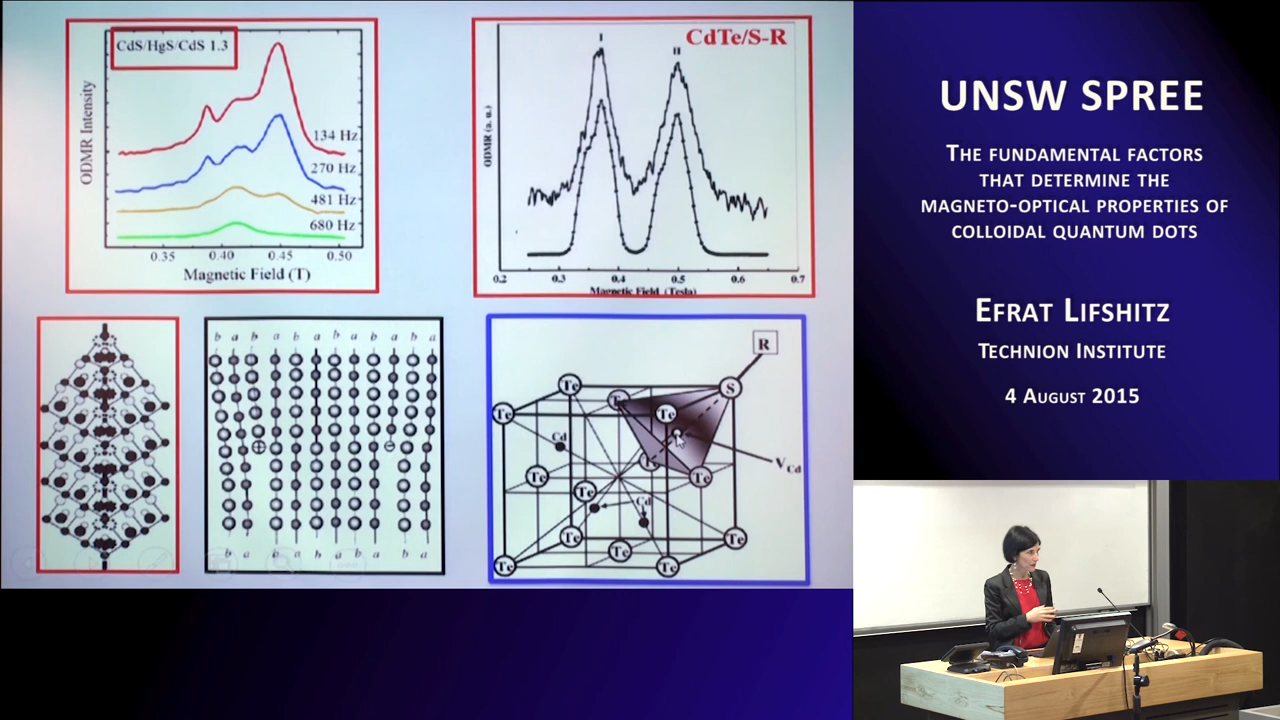 CdS/HgS/CdS 1.3
ODMR Intensity
134 Hz
270 Hz
481 Hz
680 Hz
0.35 0.40 0.45 0.50
Magnetic Field (T)
CdTe/S-R
I II
ODMR (a. u.)
0.2 0.3 0.4 0.5 0.6 0.7
Magnetic Field (Tesla)
b a b a b a b a b a b a
b a b a b a b a b a
R
Te S
Te Te
Cd
VCd
Te Te
Te Cd
Te Te
Te
Te Te
UNSW SPREE
THE FUNDAMENTAL FACTORS
THAT DETERMINE THE
MAGNETO-OPTICAL PROPERTIES OF
COLLOIDAL QUANTUM DOTS
EFRAT LIFSHITZ
TECHNION INSTITUTE
4 AUGUST 2015